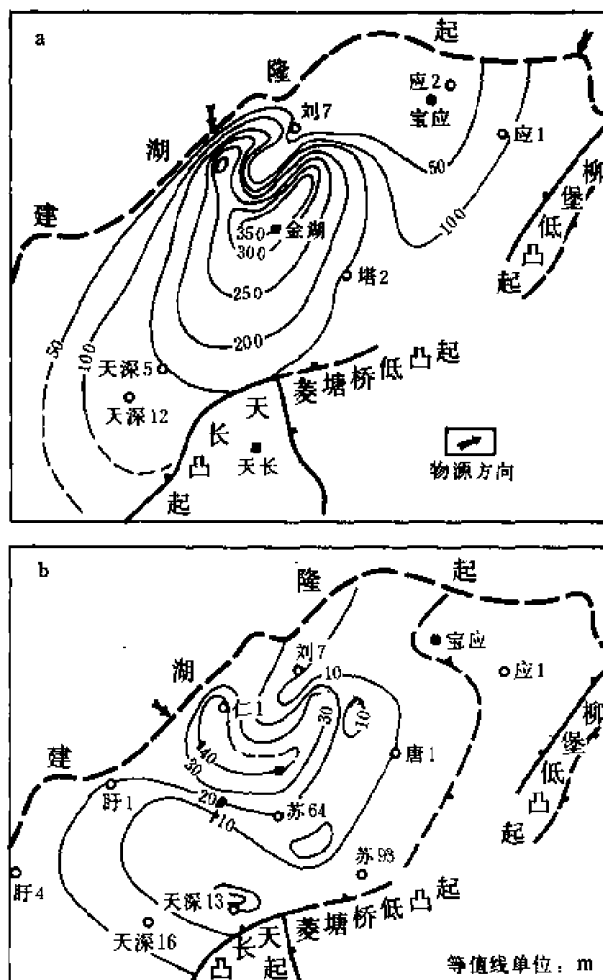 a
建湖隆起
刘7
应2
宝应
应1
柳堡低凸起
50
100
350
金湖
300
250
塔2
200
50
100
天深5
天深12
菱塘桥低凸起
天长凸起
天长
物源方向
b
建湖隆起
宝应
刘7
应1
柳堡低凸起
10
仁1
30
10
40
唐1
30
20
盱1
10
苏64
苏93
盱4
天深13
天深16
菱塘桥低凸起
天长凸起
等值线单位：m